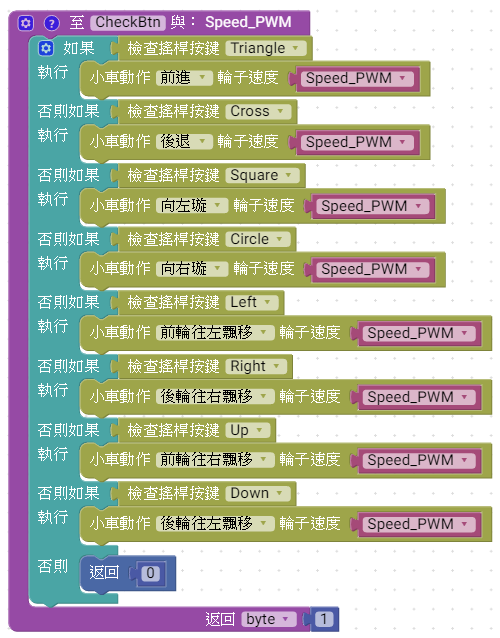 至 CheckBtn 與： Speed_PWM
如果 檢查搖桿按鍵 Triangle
執行 小車動作 前進 輪子速度 Speed_PWM
否則如果 檢查搖桿按鍵 Cross
執行 小車動作 後退 輪子速度 Speed_PWM
否則如果 檢查搖桿按鍵 Square
執行 小車動作 向左璇 輪子速度 Speed_PWM
否則如果 檢查搖桿按鍵 Circle
執行 小車動作 向右璇 輪子速度 Speed_PWM
否則如果 檢查搖桿按鍵 Left
執行 小車動作 前輪往左飄移 輪子速度 Speed_PWM
否則如果 檢查搖桿按鍵 Right
執行 小車動作 後輪往右飄移 輪子速度 Speed_PWM
否則如果 檢查搖桿按鍵 Up
執行 小車動作 前輪往右飄移 輪子速度 Speed_PWM
否則如果 檢查搖桿按鍵 Down
執行 小車動作 後輪往左飄移 輪子速度 Speed_PWM
否則 返回 0
返回 byte 1